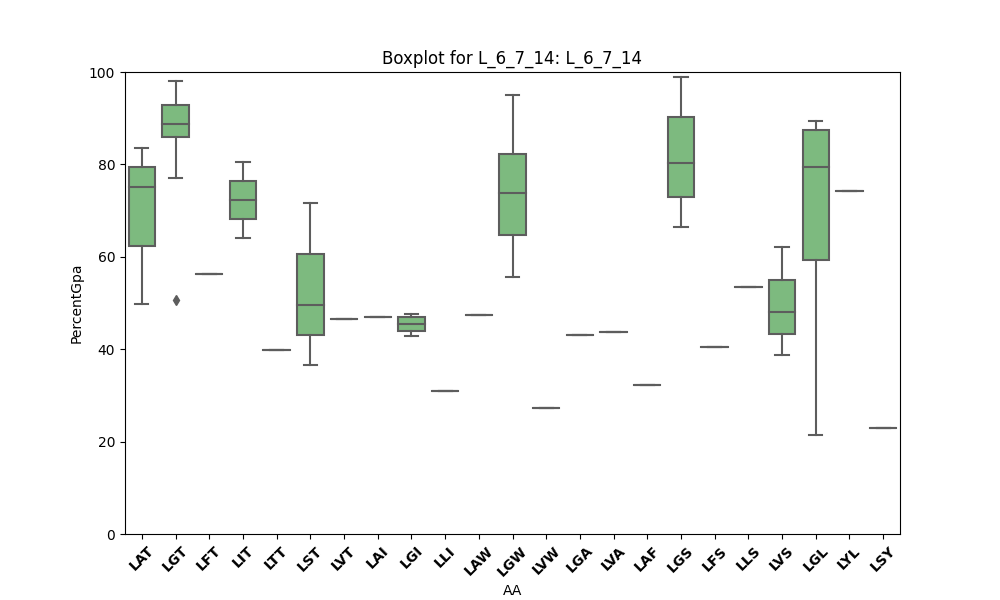 Boxplot for L_6_7_14: L_6_7_14
PercentGpa
100
80
60
40
20
0
LAT LGT LFT LIT LTT LST LVT LAI LGI LLI LAW LGW LVW LGA LVA LAF LGS LFS LLS LVS LGL LYL LSY
AA